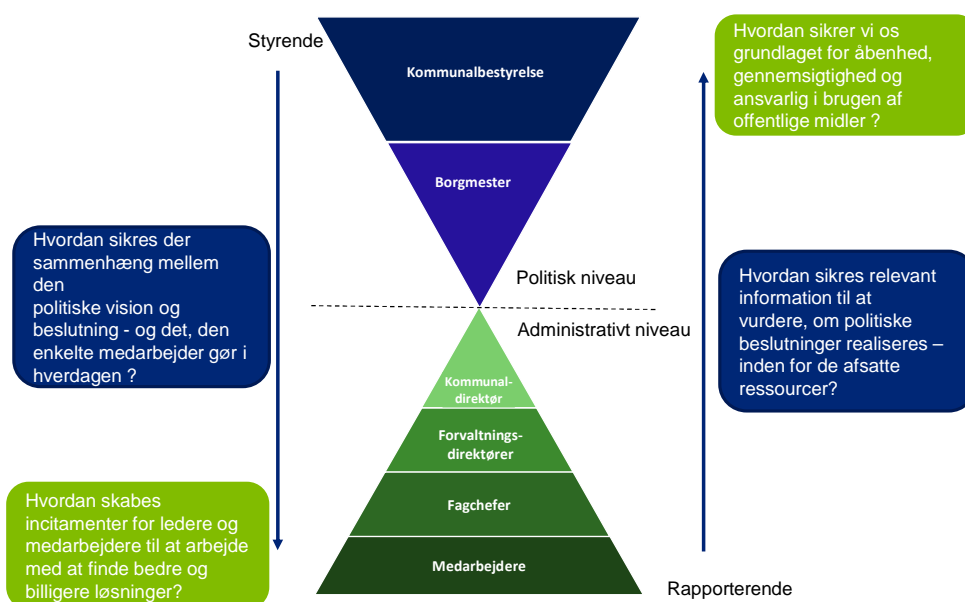 Styrende
Kommunalbestyrelse
Borgmester
Hvordan sikrer vi os
grundlaget for åbenhed,
gennemsigtighed og
ansvarlig i brugen af
offentlige midler ?
Hvordan sikres der
sammenhæng mellem
den
politiske vision og
beslutning - og det, den
enkelte medarbejder gør i
hverdagen ?
Politisk niveau
Administrativt niveau
Hvordan sikres relevant
information til at
vurdere, om politiske
beslutninger realiseres –
inden for de afsatte
ressourcer?
Kommunal-
direktør
Forvaltnings-
direktører
Fagchefer
Medarbejdere
Hvordan skabes
incitamenter for ledere og
medarbejdere til at arbejde
med at finde bedre og
billigere løsninger?
Rapporterende